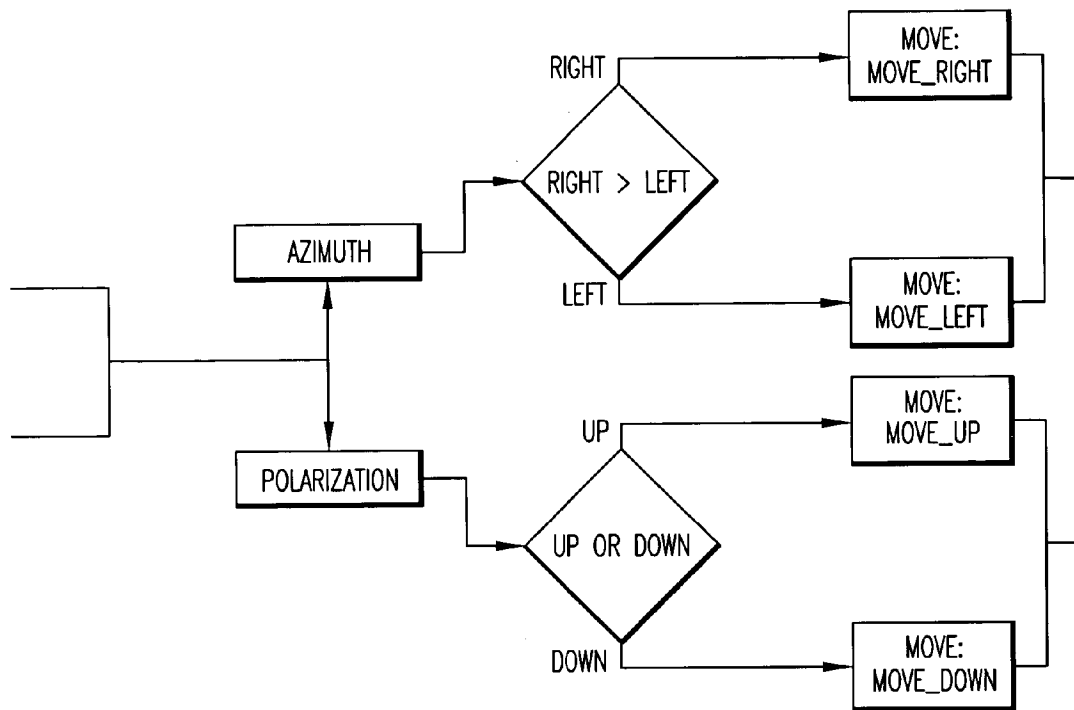 RIGHT
MOVE:
MOVE_RIGHT
RIGHT > LEFT
AZIMUTH
LEFT
MOVE:
MOVE_LEFT
UP
MOVE:
MOVE_UP
POLARIZATION
UP OR DOWN
DOWN
MOVE:
MOVE_DOWN